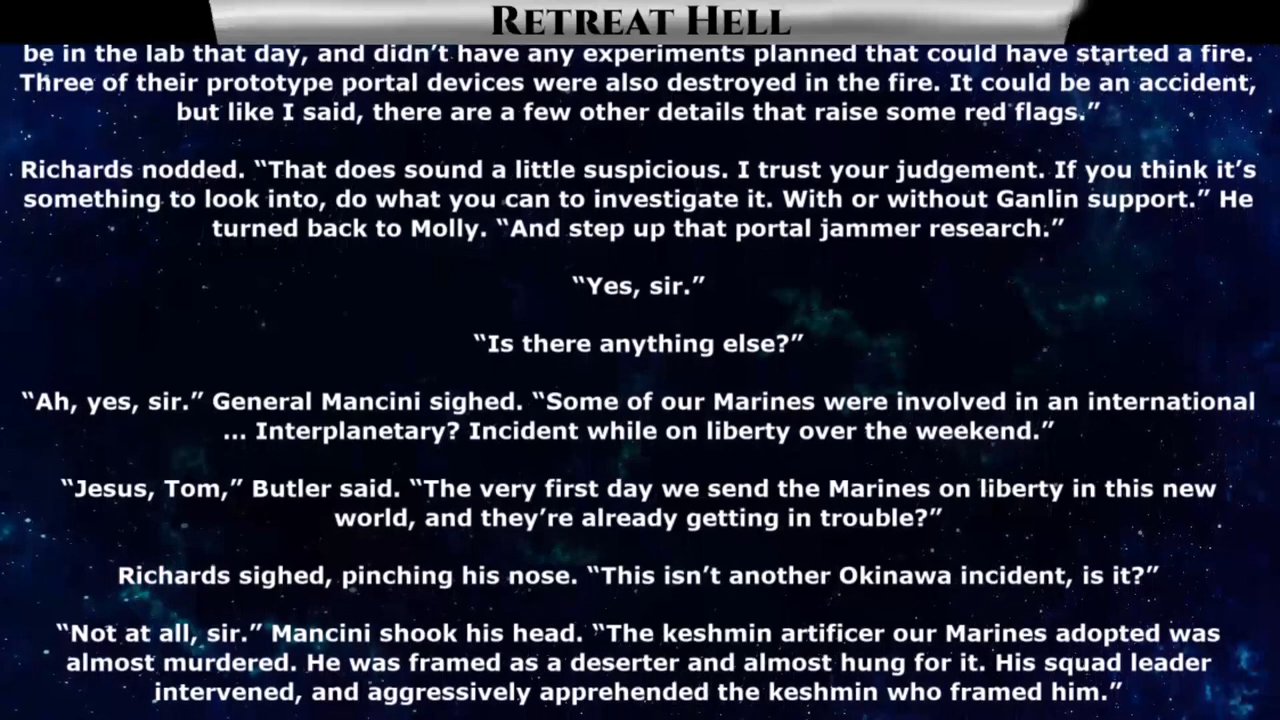 RETREAT HELL
be in the lab that day, and didn’t have any experiments planned that could have started a fire.
Three of their prototype portal devices were also destroyed in the fire. It could be an accident,
but like I said, there are a few other details that raise some red flags.”
Richards nodded. “That does sound a little suspicious. I trust your judgement. If you think it’s
something to look into, do what you can to investigate it. With or without Ganlin support.” He
turned back to Molly. “And step up that portal jammer research.”
“Yes, sir.”
“Is there anything else?”
“Ah, yes, sir.” General Mancini sighed. “Some of our Marines were involved in an international
... Interplanetary? Incident while on liberty over the weekend.”
“Jesus, Tom,” Butler said. “The very first day we send the Marines on liberty in this new
world, and they’re already getting in trouble?”
Richards sighed, pinching his nose. “This isn’t another Okinawa incident, is it?”
“Not at all, sir.” Mancini shook his head. “The keshmin artificer our Marines adopted was
almost murdered. He was framed as a deserter and almost hung for it. His squad leader
intervened, and aggressively apprehended the keshmin who framed him.”